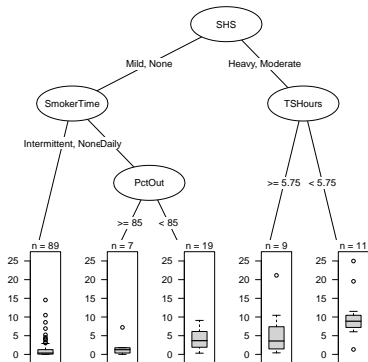 SHS
Mild, None
Heavy, Moderate
SmokerTime
TSHours
Intermittent, None
Daily
PctOut
>= 85
< 85
>= 5.75
< 5.75
n = 89
n = 7
n = 19
n = 9
n = 11
25 25 25 25 25
20 20 20 20 20
15 15 15 15 15
10 10 10 10 10
5 5 5 5 5
0 0 0 0 0